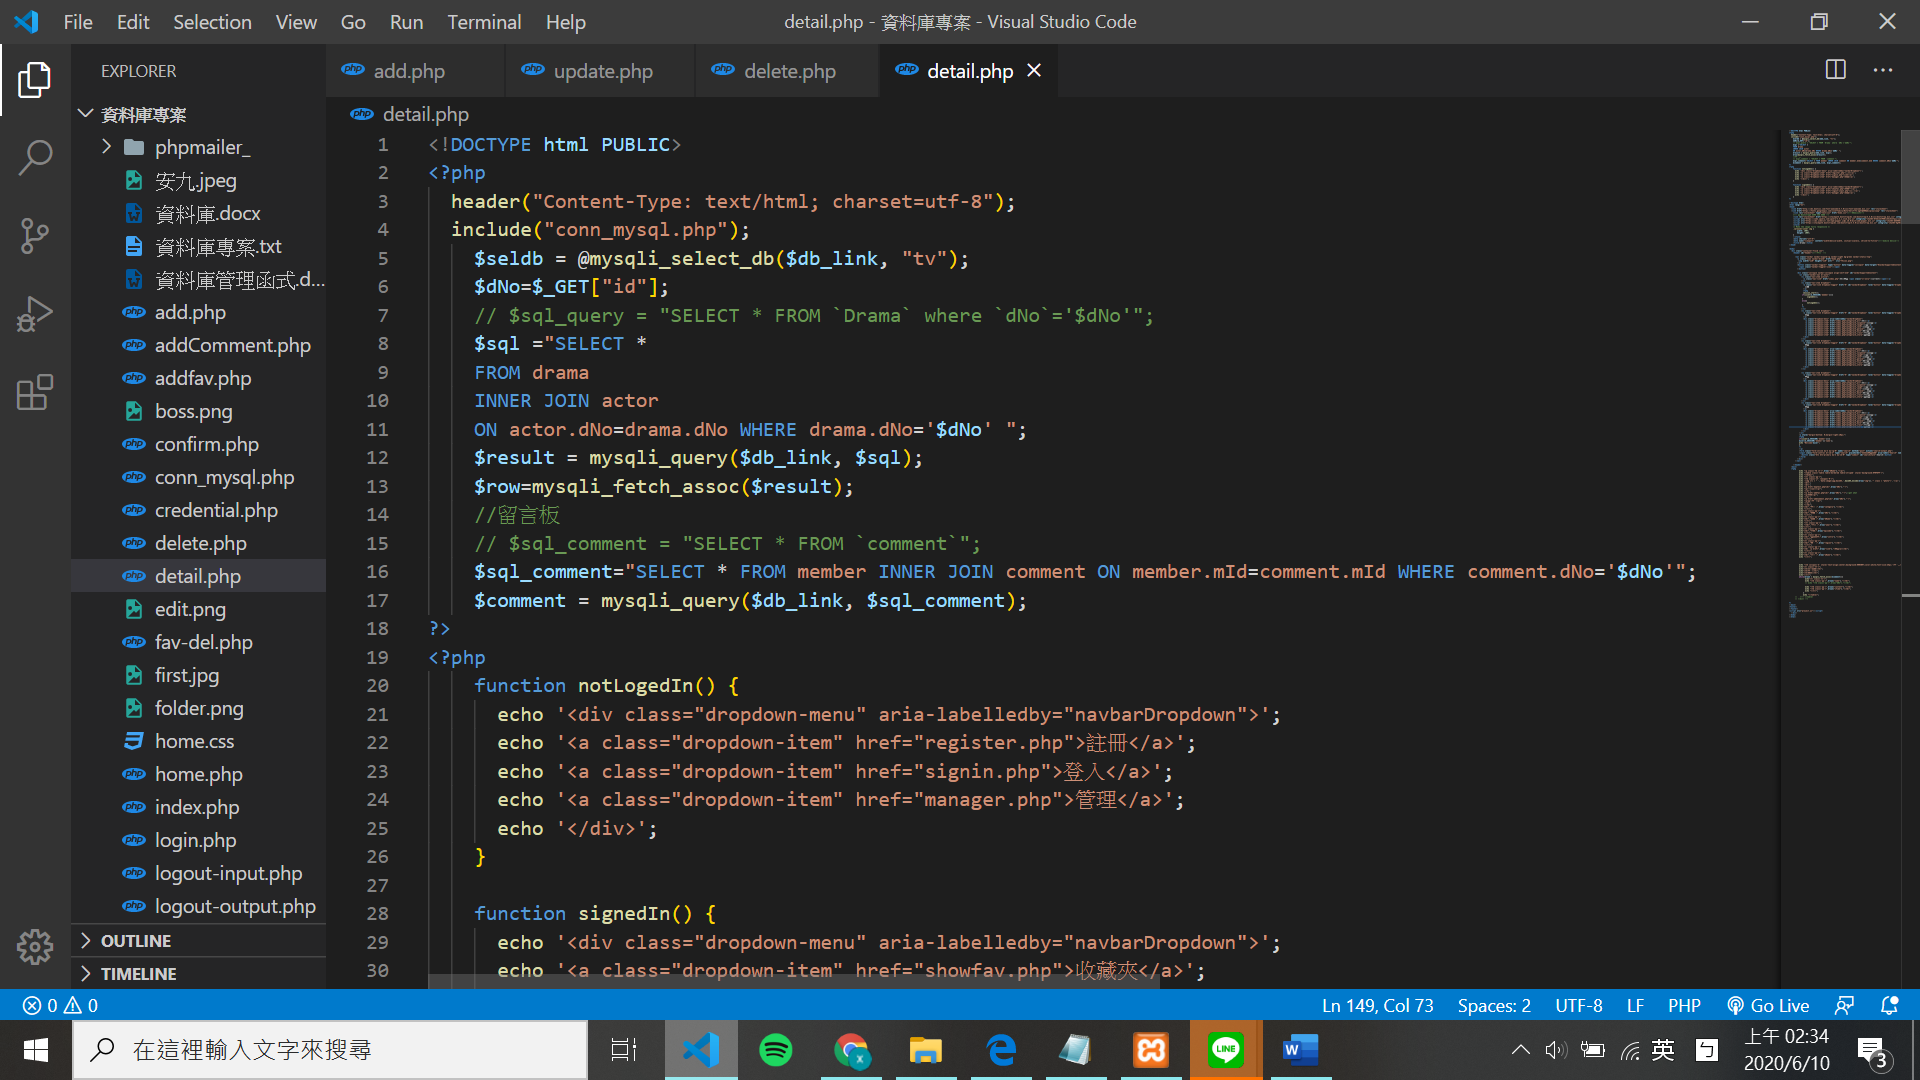 File Edit Selection View Go Run Terminal Help
detail.php - 資料庫專案 - Visual Studio Code
EXPLORER
資料庫專案
phpmailer_
安九.jpeg
資料庫.docx
資料庫專案.txt
資料庫管理函式.d...
add.php
addComment.php
addfav.php
boss.png
confirm.php
conn_mysql.php
credential.php
delete.php
detail.php
edit.png
fav-del.php
first.jpg
folder.png
home.css
home.php
index.php
login.php
logout-input.php
logout-output.php
OUTLINE
TIMELINE
php add.php php update.php php delete.php php detail.php
php detail.php
1 <!DOCTYPE html PUBLIC>
2 <?php
3 header("Content-Type: text/html; charset=utf-8");
4 include("conn_mysql.php");
5 $seldb = @mysqli_select_db($db_link, "tv");
6 $dNo=$_GET["id"];
7 // $sql_query = "SELECT * FROM `Drama` where `dNo`='$dNo'";
8 $sql ="SELECT *
9 FROM drama
10 INNER JOIN actor
11 ON actor.dNo=drama.dNo WHERE drama.dNo='$dNo' ";
12 $result = mysqli_query($db_link, $sql);
13 $row=mysqli_fetch_assoc($result);
14 //留言板
15 // $sql_comment = "SELECT * FROM `comment`";
16 $sql_comment="SELECT * FROM member INNER JOIN comment ON member.mId=comment.mId WHERE comment.dNo='$dNo'";
17 $comment = mysqli_query($db_link, $sql_comment);
18 ?>
19 <?php
20 function notLogedIn() {
21 echo '<div class="dropdown-menu" aria-labelledby="navbarDropdown">';
22 echo '<a class="dropdown-item" href="register.php">註冊</a>';
23 echo '<a class="dropdown-item" href="signin.php">登入</a>';
24 echo '<a class="dropdown-item" href="manager.php">管理</a>';
25 echo '</div>';
26 }
27
28 function signedIn() {
29 echo '<div class="dropdown-menu" aria-labelledby="navbarDropdown">';
30 echo '<a class="dropdown-item" href="showfav.php">收藏夾</a>';
0 0
Ln 149, Col 73 Spaces: 2 UTF-8 LF PHP Go Live
在這裡輸入文字來搜尋
LINE
英
ㄅ
上午 02:34
2020/6/10
3